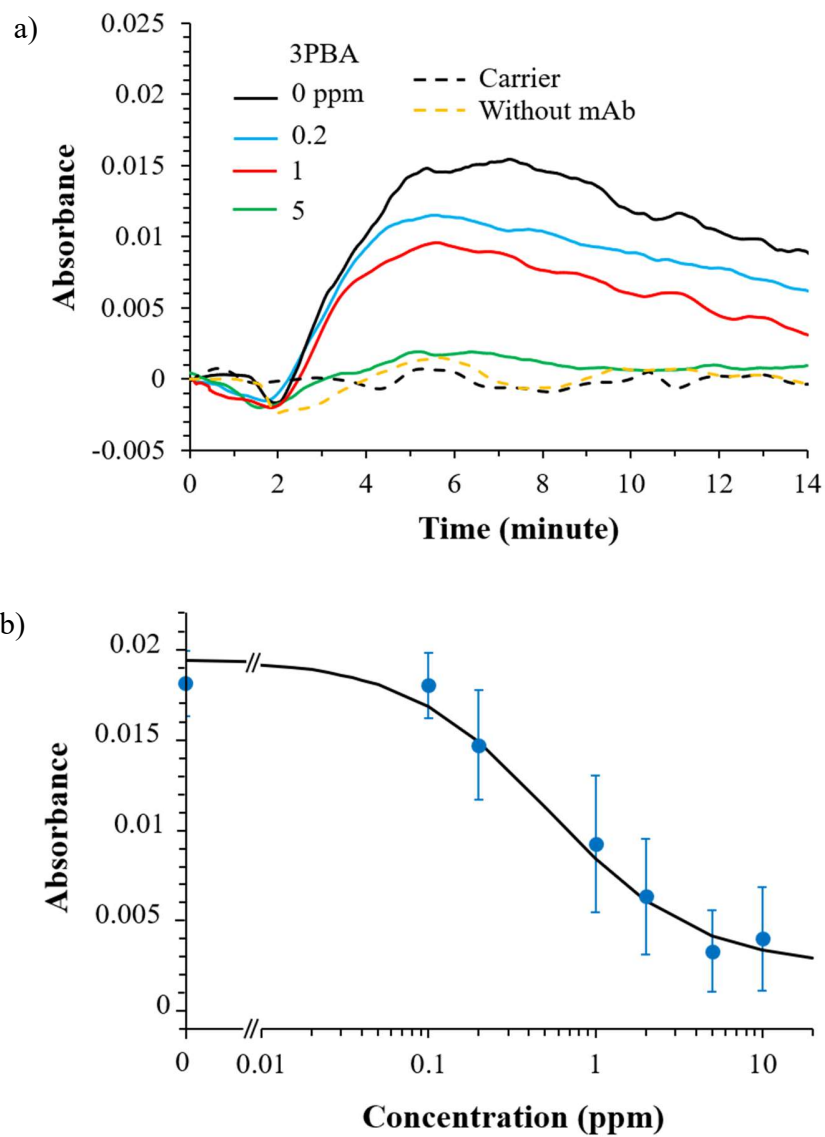 a)
0.025
0.02
0.015
0.01
0.005
0
-0.005
Absorbance
3PBA
0 ppm
0.2
1
5
Carrier
Without mAb
0 2 4 6 8 10 12 14
Time (minute)
b)
0.02
0.015
0.01
0.005
0
Absorbance
// //
0 0.01 0.1 1 10
Concentration (ppm)